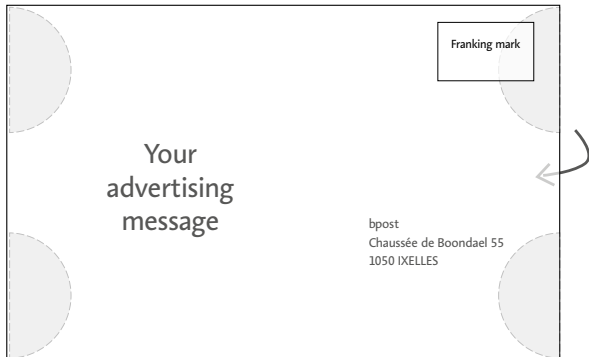 Franking mark
Your
advertising
message
bpost
Chaussée de Boondael 55
1050 IXELLES